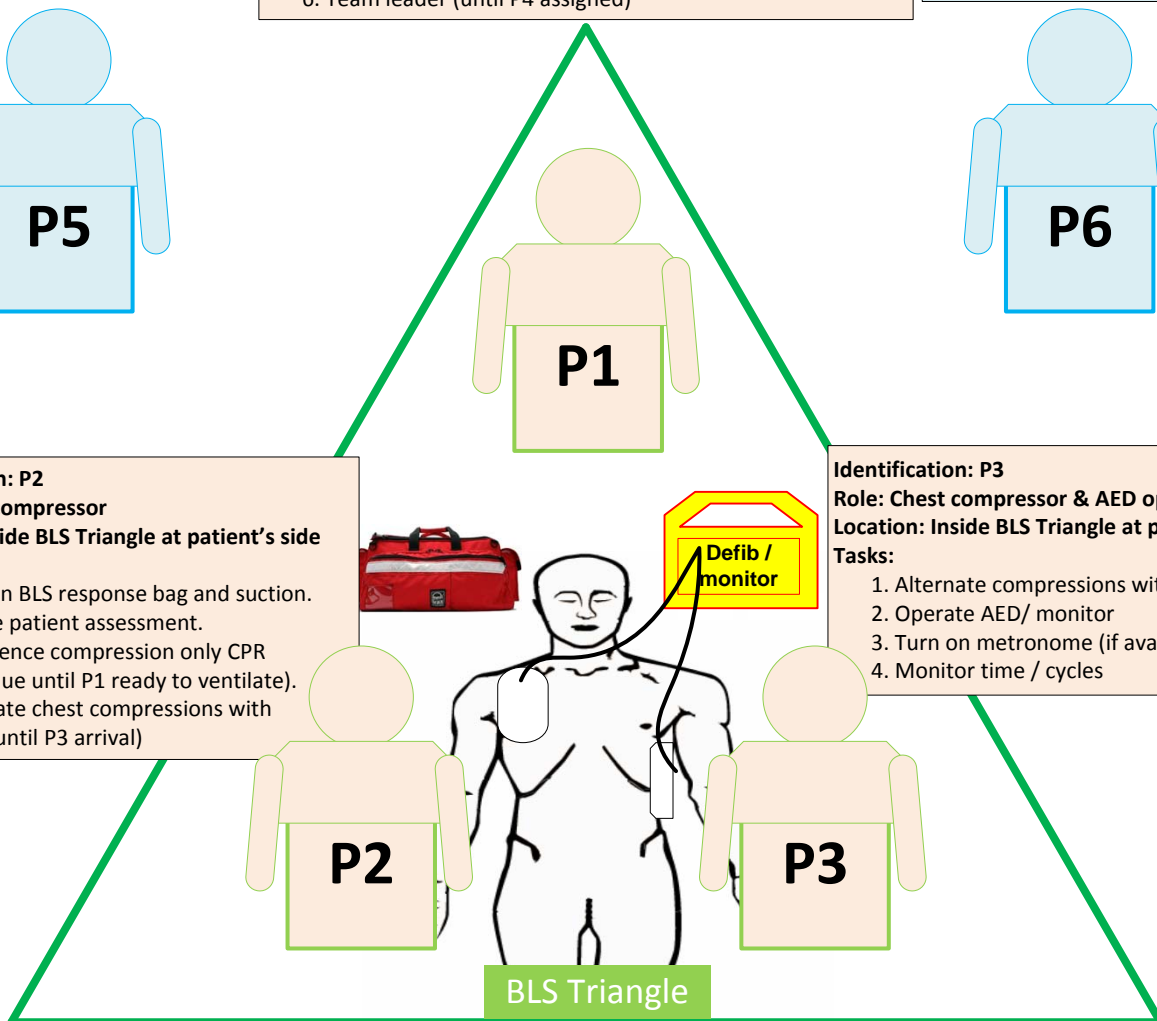 6. Team leader (until P4 assigned)
P5
P6
P1
n: P2
ompressor
ide BLS Triangle at patient's side
n BLS response bag and suction.
e patient assessment.
ence compression only CPR
ue until P1 ready to ventilate).
ate chest compressions with
until P3 arrival)
Identification: P3
Role: Chest compressor & AED op
Location: Inside BLS Triangle at p
Tasks:
1. Alternate compressions wit
2. Operate AED/ monitor
3. Turn on metronome (if ava
4. Monitor time / cycles
Defib /
monitor
P2
P3
BLS Triangle